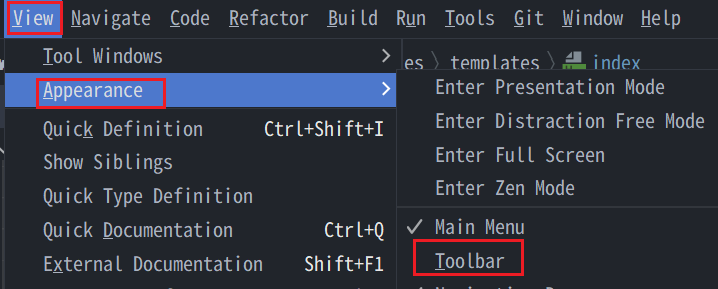 View Navigate Code Refactor Build Run Tools Git Window Help
Tool Windows
es templates index
Appearance
Enter Presentation Mode
Enter Distraction Free Mode
Quick Definition Ctrl+Shift+I
Enter Full Screen
Show Siblings
Enter Zen Mode
Quick Type Definition
Quick Documentation Ctrl+Q
Main Menu
External Documentation Shift+F1
Toolbar